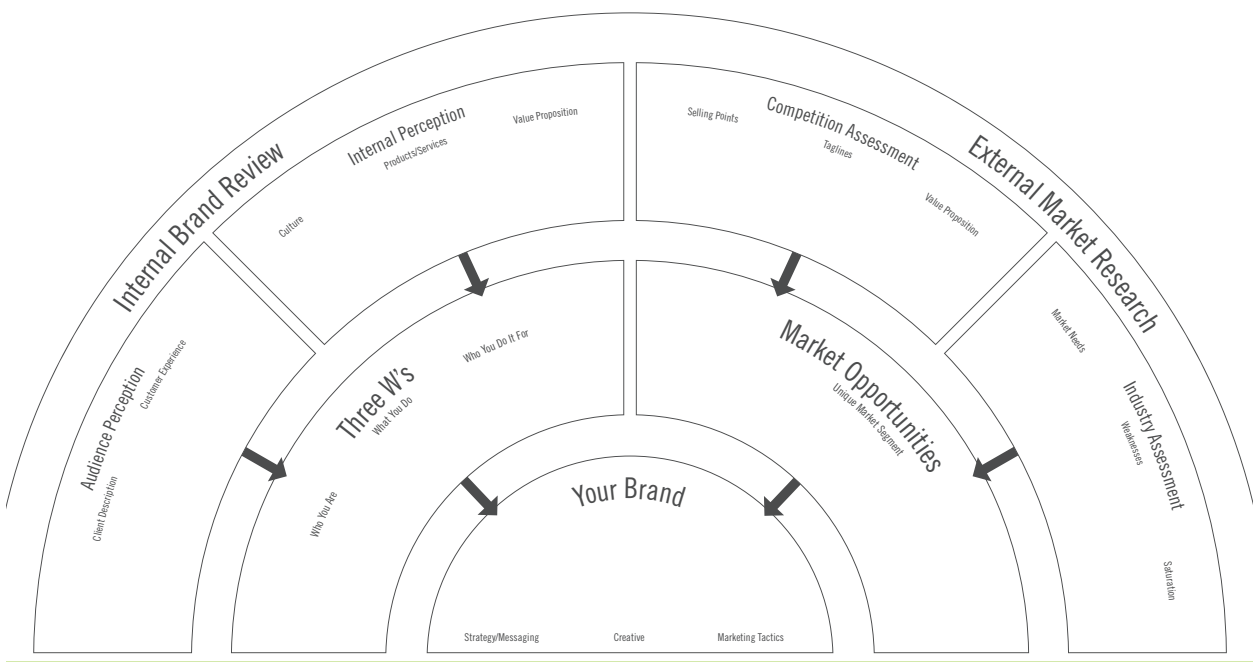 Internal Brand Review
External Market Research
Audience Perception
Client Description
Customer Experience
Internal Perception
Culture
Products/Services
Value Proposition
Competition Assessment
Selling Points
Taglines
Value Proposition
Industry Assessment
Market Needs
Weaknesses
Saturation
Three W's
Who You Are
What You Do
Who You Do It For
Market Opportunities
Unique Market Segment
Your Brand
Strategy/Messaging
Creative
Marketing Tactics